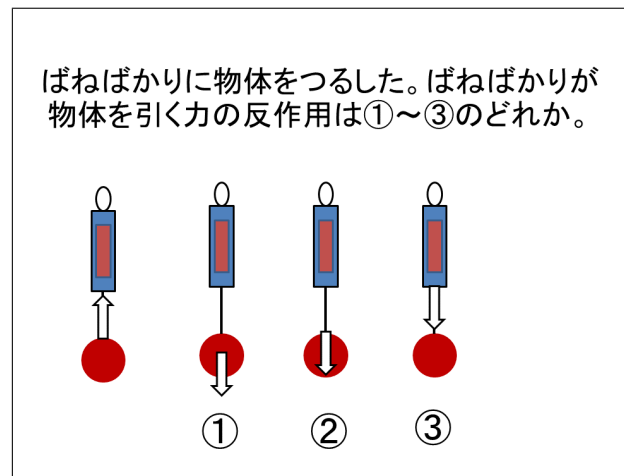 ばねばかりに物体をつるした。ばねばかりが
物体を引く力の反作用は①～③のどれか。
① ② ③